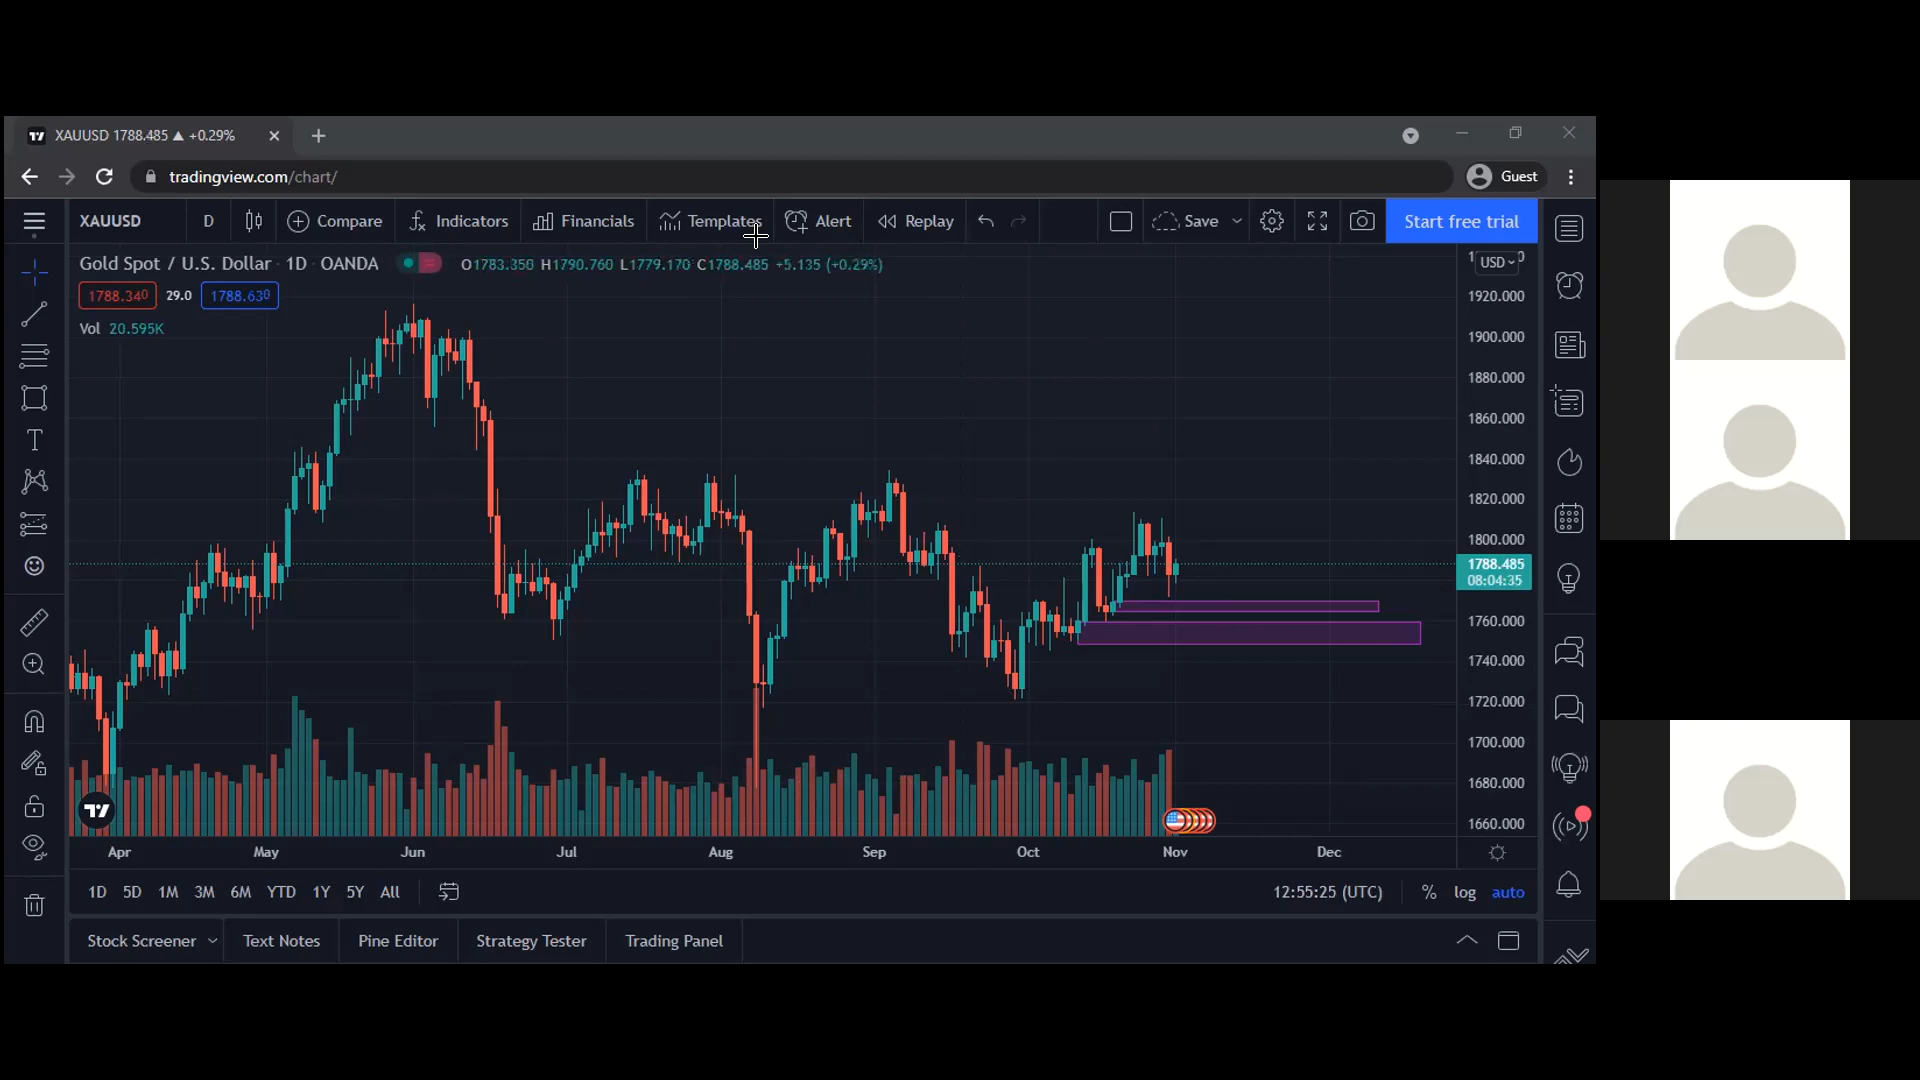 XAUUSD 1788.485 ▲ +0.29%
tradingview.com/chart/
Guest
XAUUSD D Compare Indicators Financials Templates Alert Replay Save Start free trial
Gold Spot / U.S. Dollar 1D OANDA O1783.350 H1790.760 L1779.170 C1788.485 +5.135 (+0.29%)
USD
1788.340 29.0 1788.630
Vol 20.595K
1920.000
1900.000
1880.000
1860.000
1840.000
1820.000
1800.000
1788.485
08:04:35
1760.000
1740.000
1720.000
1700.000
1680.000
1660.000
Apr May Jun Jul Aug Sep Oct Nov Dec
1D 5D 1M 3M 6M YTD 1Y 5Y All 12:55:25 (UTC) % log auto
Stock Screener Text Notes Pine Editor Strategy Tester Trading Panel